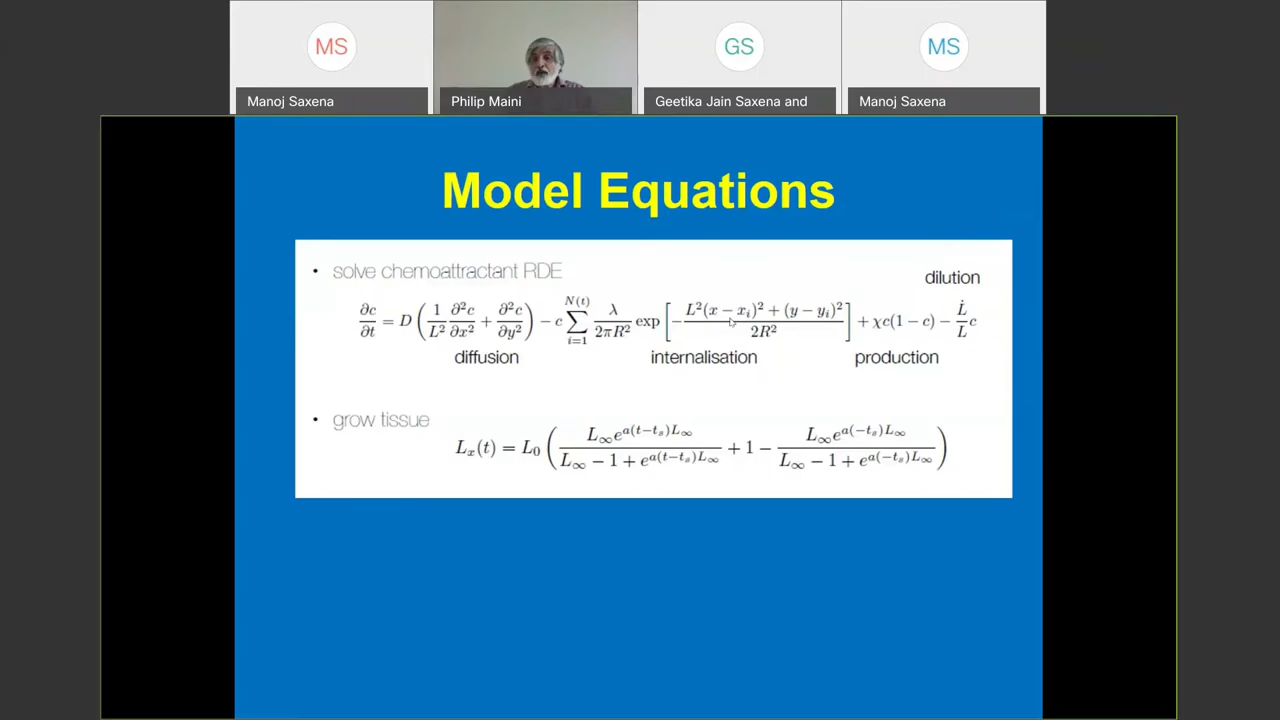 MS
GS
MS
Manoj Saxena
Philip Maini
Geetika Jain Saxena and
Manoj Saxena
Model Equations
• solve chemoattractant RDE
dilution
∂c/∂t = D (1/L² ∂²c/∂x² + ∂²c/∂y²) − c ∑_{i=1}^{N(t)} λ/2πR² exp [− L²(x − x_i)² + (y − y_i)² / 2R²] + χc(1 − c) − L̇/L c
diffusion internalisation production
• grow tissue
L_x(t) = L₀ (L_∞e^{a(t−t_s)L_∞} / L_∞ − 1 + e^{a(t−t_s)L_∞} + 1 − L_∞e^{a(−t_s)L_∞} / L_∞ − 1 + e^{a(−t_s)L_∞})